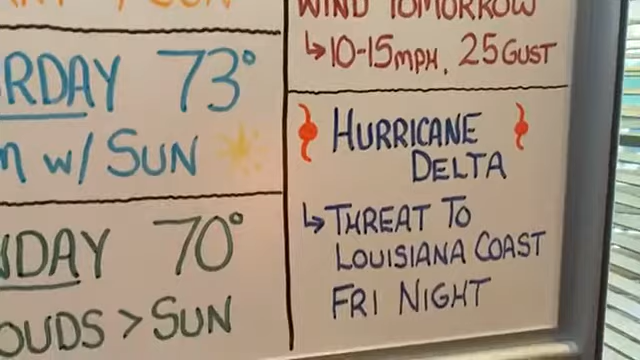 SUN
RDAY 73°
W/ SUN
NDAY 70°
OUDS > SUN
WIND TOMORROW
↳10-15MPH, 25 GUST
HURRICANE
DELTA
↳THREAT TO
LOUISIANA COAST
FRI NIGHT